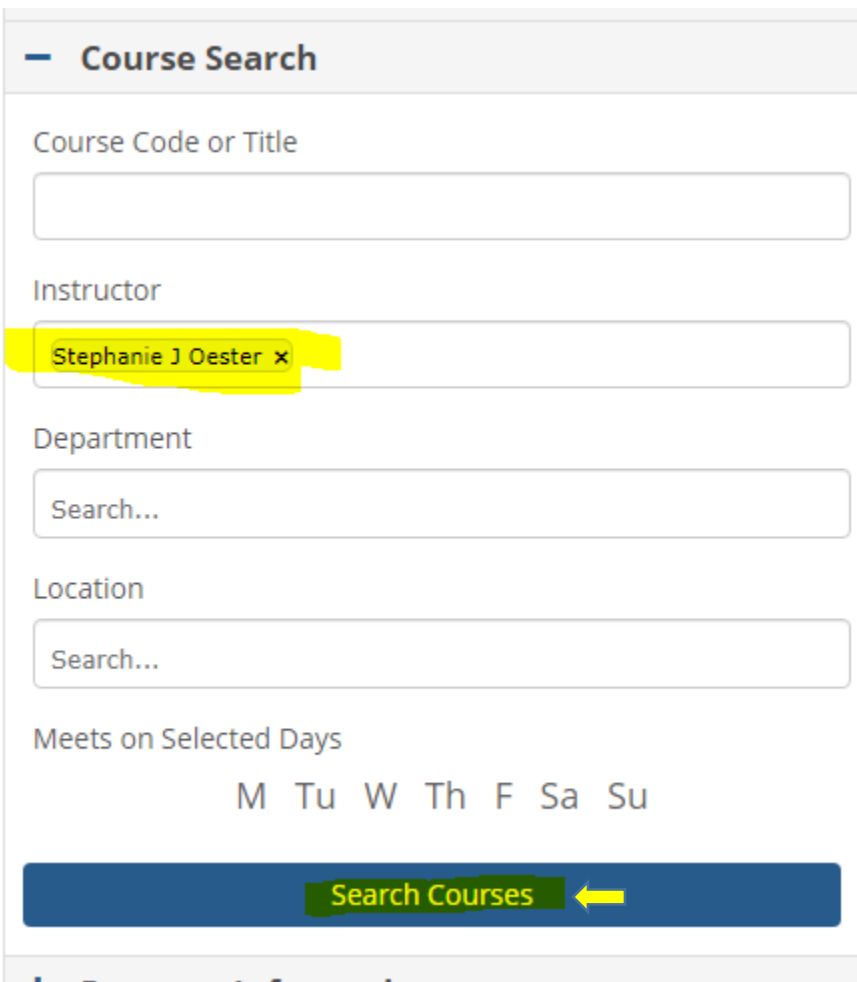 Course Search
Course Code or Title
Instructor
Stephanie J Oester ×
Department
Search...
Location
Search...
Meets on Selected Days
M Tu W Th F Sa Su
Search Courses